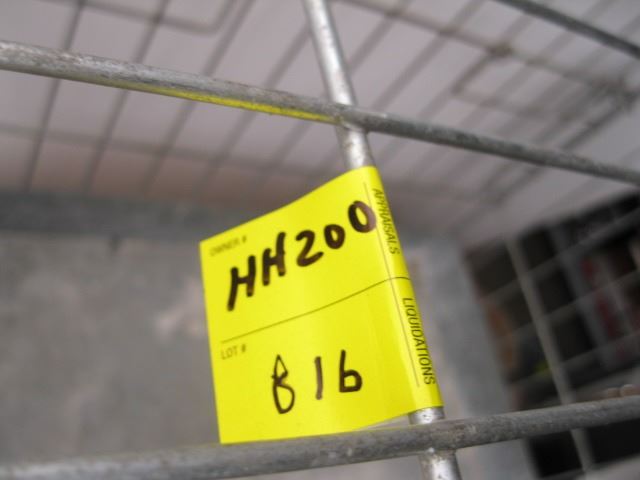 OWNER #
HH200
LOT #
816
APPRAISALS
LIQUIDATIONS